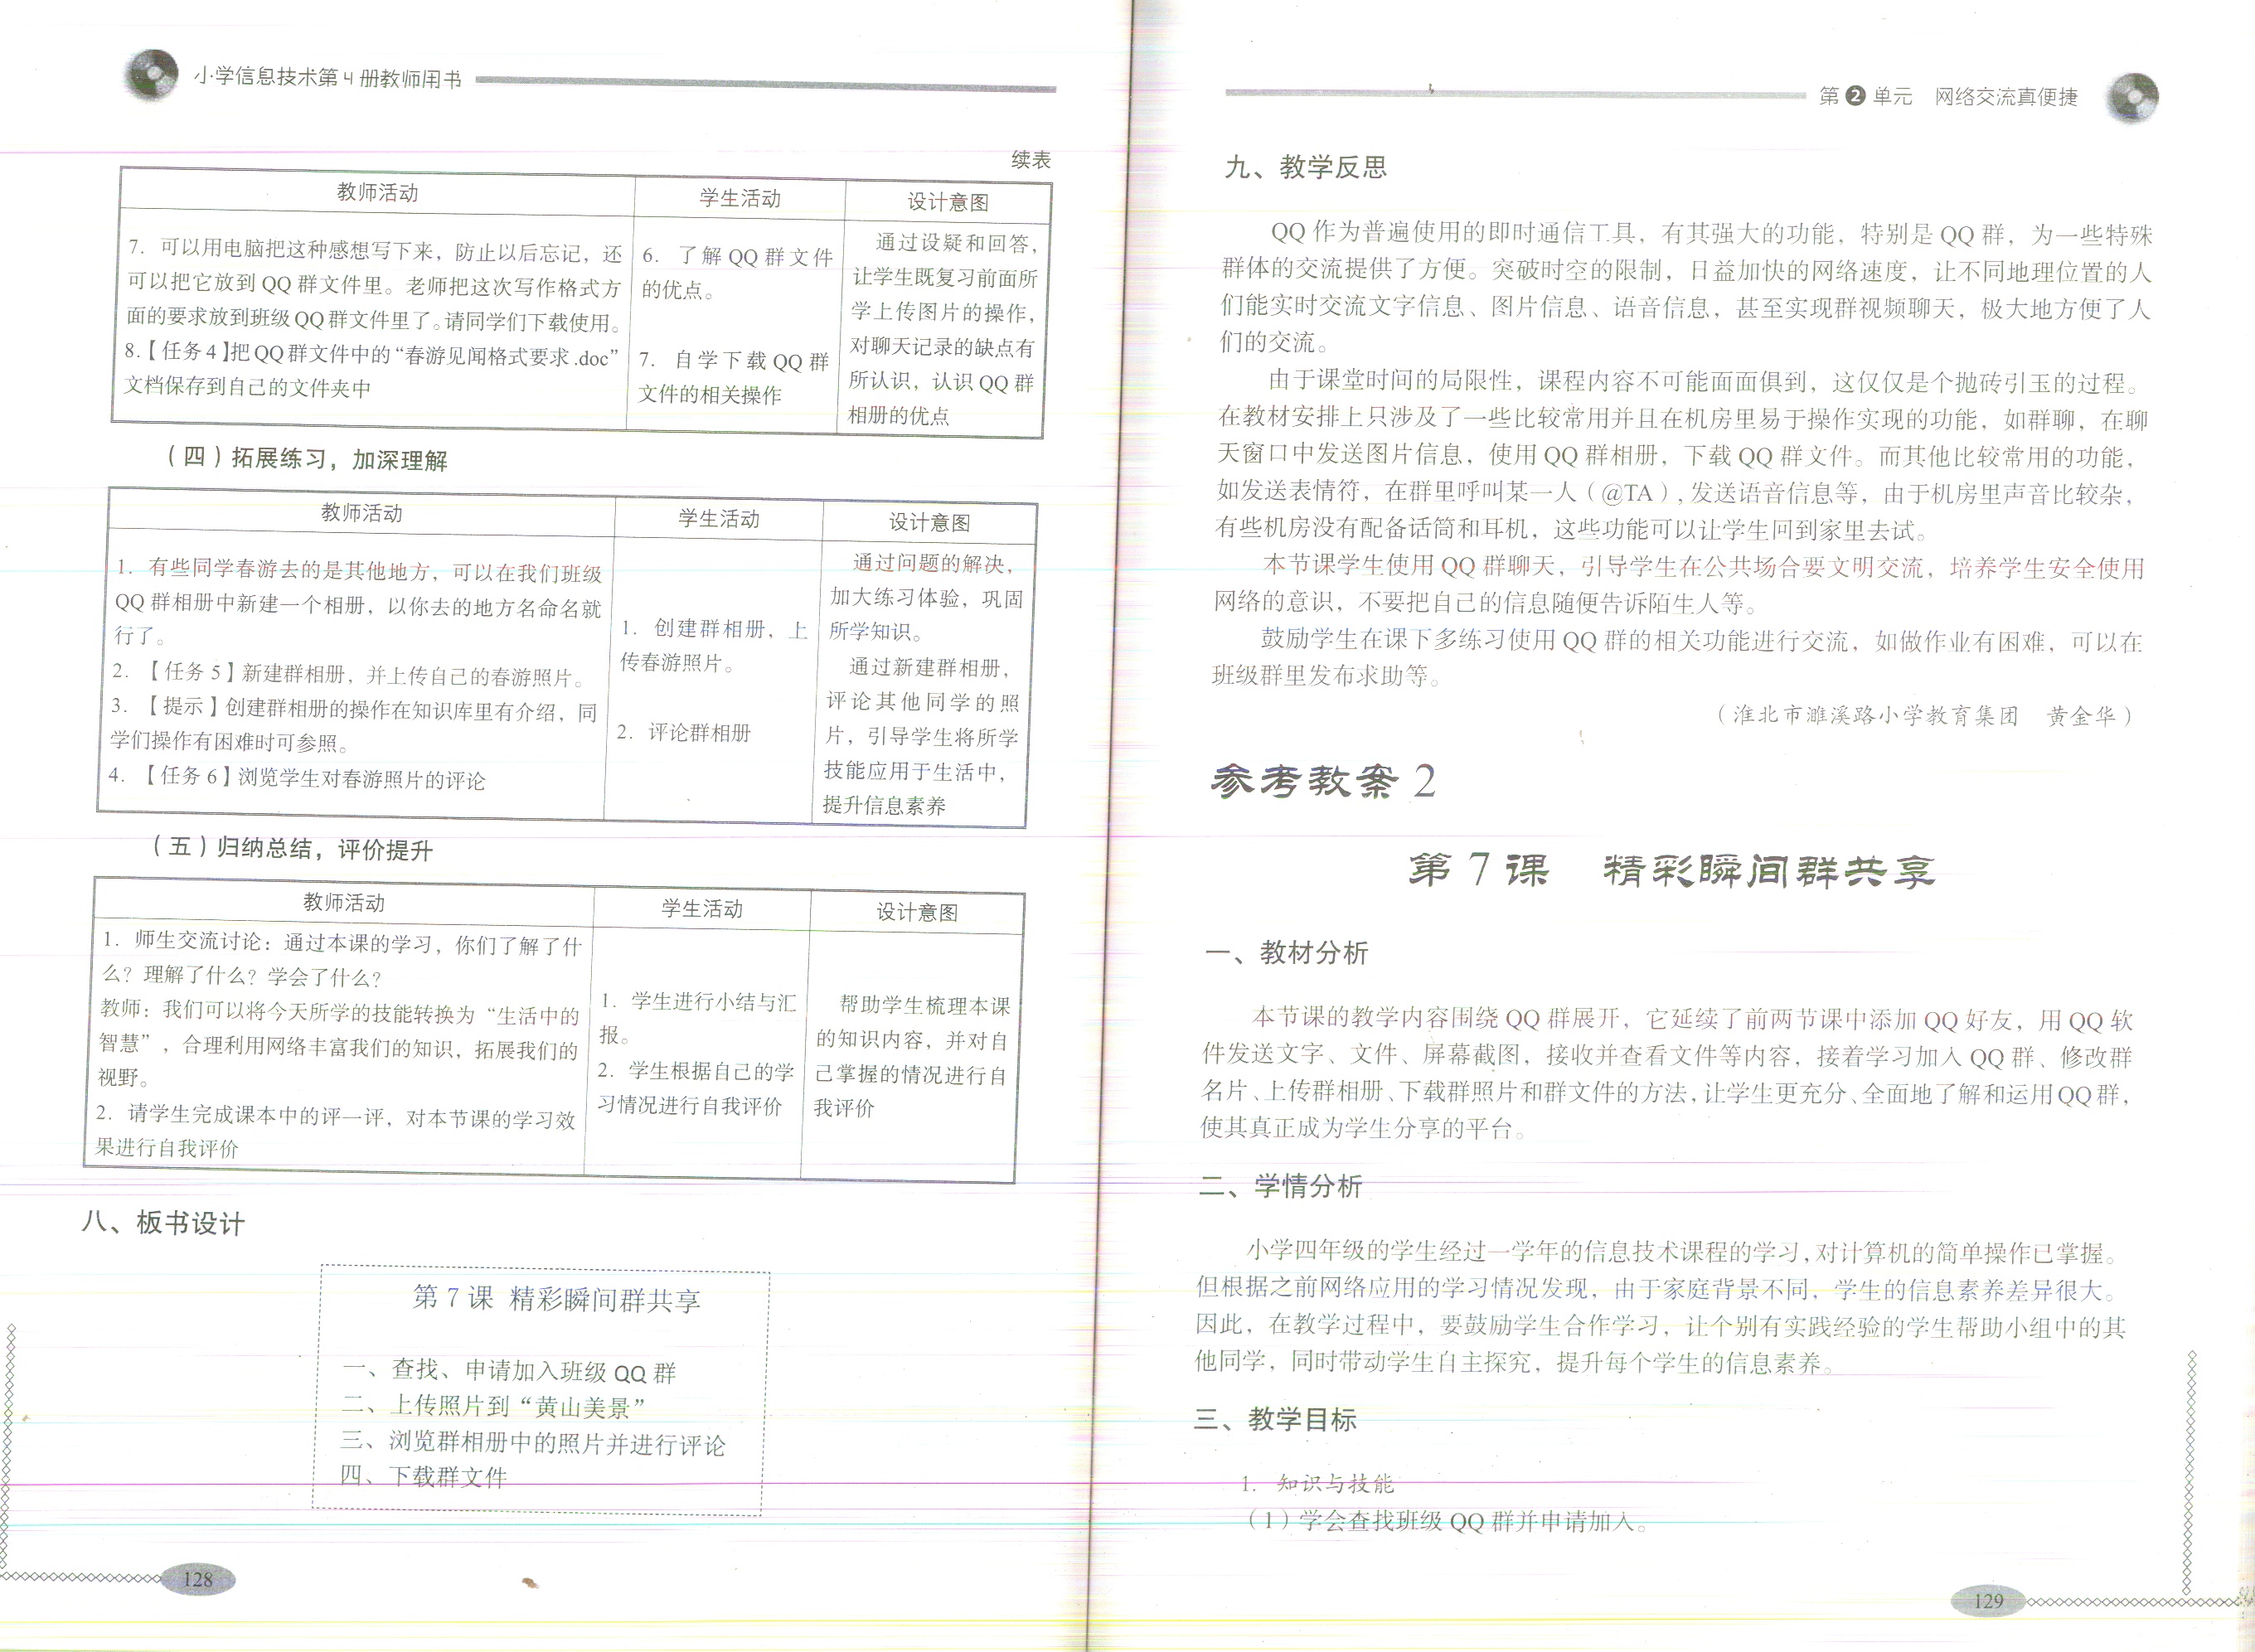 小学信息技术第4册教师用书
续表
教师活动
学生活动
设计意图
7. 可以用电脑把这种感想写下来，防止以后忘记，还
可以把它放到 QQ 群文件里。老师把这次写作格式方
面的要求放到班级QQ群文件里了。请同学们下载使用。
8.【任务4】把QQ群文件中的“春游见闻格式要求.doc”
文档保存到自己的文件夹中
6. 了解 QQ 群文件
的优点。
7. 自学下载 QQ 群
文件的相关操作
通过设疑和回答，
让学生既复习前面所
学上传图片的操作，
对聊天记录的缺点有
所认识，认识 QQ 群
相册的优点
（四）拓展练习，加深理解
教师活动
学生活动
设计意图
1. 有些同学春游去的是其他地方，可以在我们班级
QQ 群相册中新建一个相册，以你去的地方名命名就
行了。
2. 【任务 5】新建群相册，并上传自己的春游照片。
3. 【提示】创建群相册的操作在知识库里有介绍，同
学们操作有困难时可参照。
4. 【任务 6】浏览学生对春游照片的评论
1. 创建群相册，上
传春游照片。
2. 评论群相册
通过问题的解决，
加大练习体验，巩固
所学知识。
通过新建群相册，
评论其他同学的照
片，引导学生将所学
技能应用于生活中，
提升信息素养
（五）归纳总结，评价提升
教师活动
学生活动
设计意图
1. 师生交流讨论：通过本课的学习，你们了解了什
么？理解了什么？学会了什么？
教师：我们可以将今天所学的技能转换为“生活中的
智慧”，合理利用网络丰富我们的知识，拓展我们的
视野。
2. 请学生完成课本中的评一评，对本节课的学习效
果进行自我评价
1. 学生进行小结与汇
报。
2. 学生根据自己的学
习情况进行自我评价
帮助学生梳理本课
的知识内容，并对自
己掌握的情况进行自
我评价
八、板书设计
第 7 课 精彩瞬间群共享
一、查找、申请加入班级 QQ 群
二、上传照片到“黄山美景”
三、浏览群相册中的照片并进行评论
四、下载群文件
128
第 2 单元 网络交流真便捷
九、教学反思
QQ 作为普遍使用的即时通信工具，有其强大的功能，特别是 QQ 群，为一些特殊
群体的交流提供了方便。突破时空的限制，日益加快的网络速度，让不同地理位置的人
们能实时交流文字信息、图片信息、语音信息，甚至实现群视频聊天，极大地方便了人
们的交流。
由于课堂时间的局限性，课程内容不可能面面俱到，这仅仅是个抛砖引玉的过程。
在教材安排上只涉及了一些比较常用并且在机房里易于操作实现的功能，如群聊，在聊
天窗口中发送图片信息，使用 QQ 群相册，下载 QQ 群文件。而其他比较常用的功能，
如发送表情符，在群里呼叫某一人（@TA），发送语音信息等，由于机房里声音比较杂，
有些机房没有配备话筒和耳机，这些功能可以让学生回到家里去试。
本节课学生使用 QQ 群聊天，引导学生在公共场合要文明交流，培养学生安全使用
网络的意识，不要把自己的信息随便告诉陌生人等。
鼓励学生在课下多练习使用 QQ 群的相关功能进行交流，如做作业有困难，可以在
班级群里发布求助等。
（淮北市濉溪路小学教育集团 黄金华）
参考教案 2
第 7 课 精彩瞬间群共享
一、教材分析
本节课的教学内容围绕 QQ 群展开，它延续了前两节课中添加 QQ 好友，用 QQ 软
件发送文字、文件、屏幕截图，接收并查看文件等内容，接着学习加入 QQ 群、修改群
名片、上传群相册、下载群照片和群文件的方法，让学生更充分、全面地了解和运用QQ群，
使其真正成为学生分享的平台。
二、学情分析
小学四年级的学生经过一学年的信息技术课程的学习，对计算机的简单操作已掌握。
但根据之前网络应用的学习情况发现，由于家庭背景不同，学生的信息素养差异很大。
因此，在教学过程中，要鼓励学生合作学习，让个别有实践经验的学生帮助小组中的其
他同学，同时带动学生自主探究，提升每个学生的信息素养。
三、教学目标
1. 知识与技能
（1）学会查找班级 QQ 群并申请加入。
129